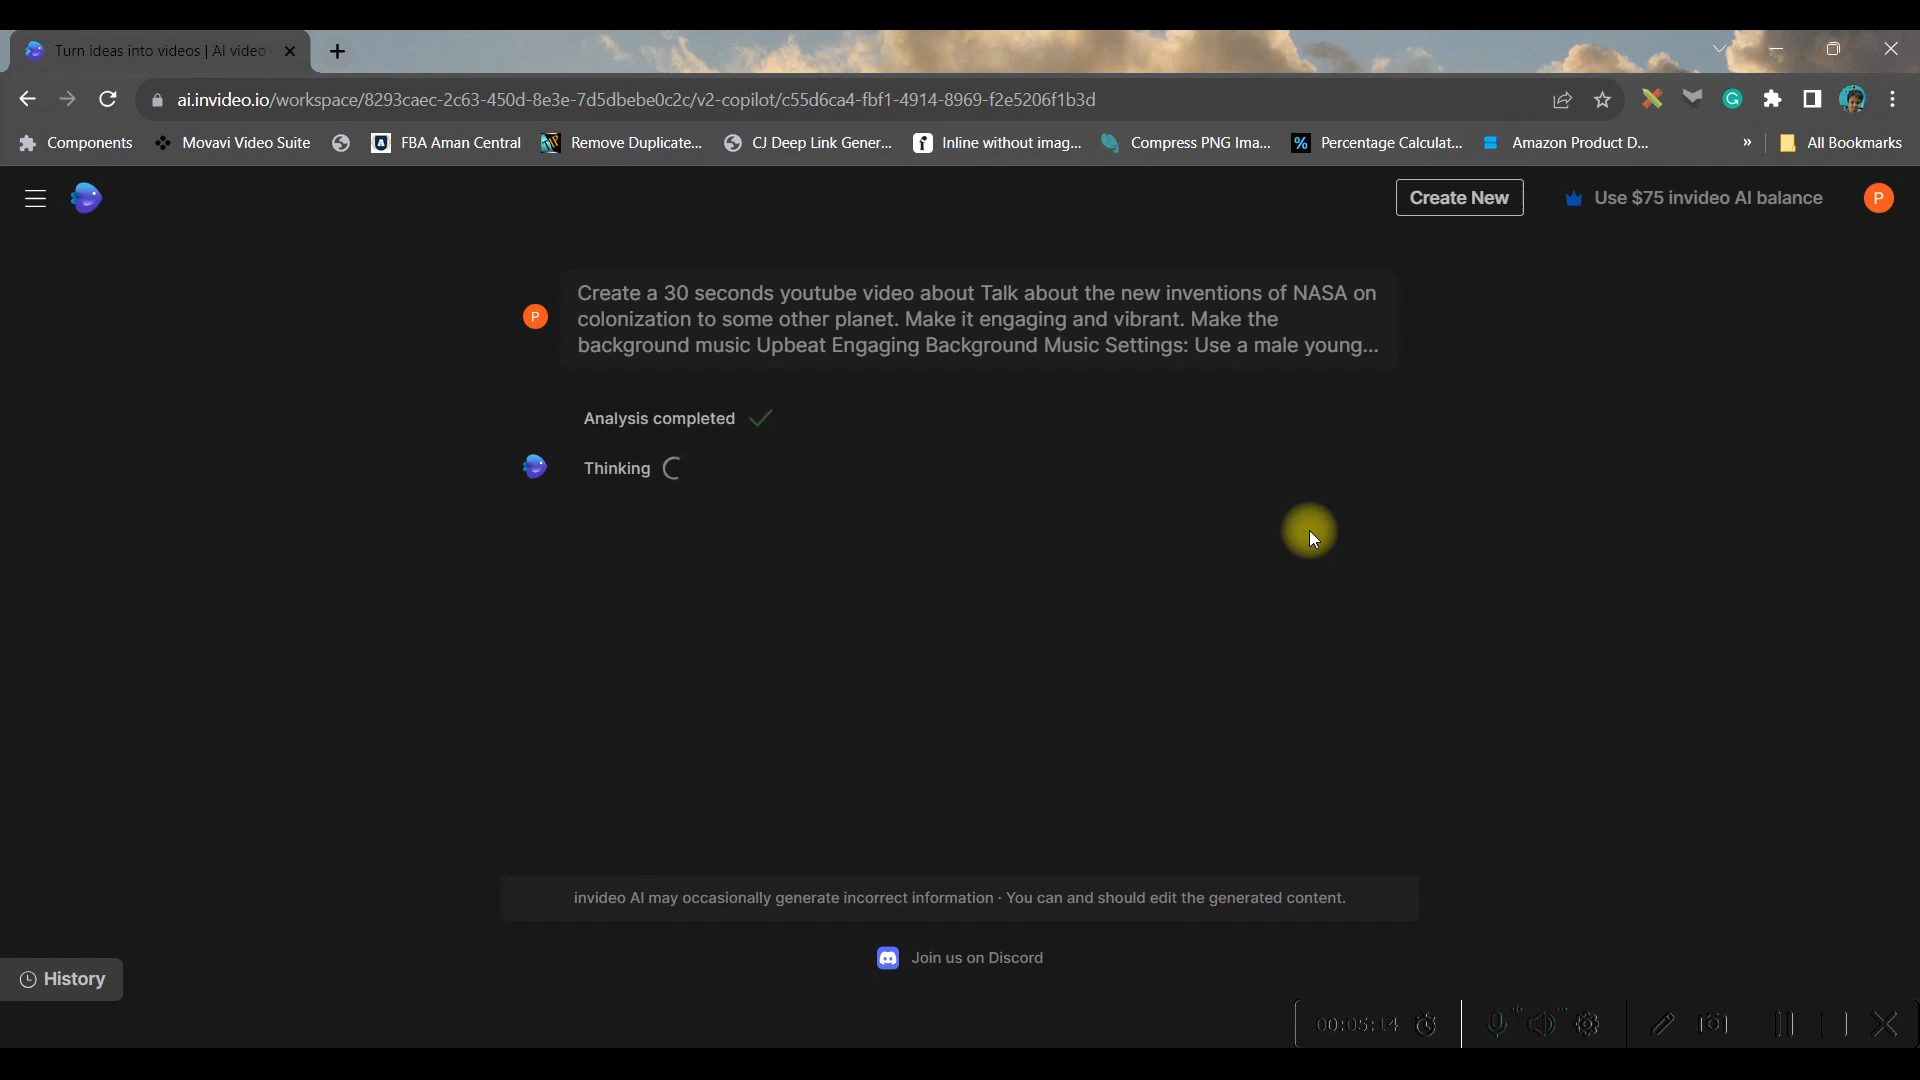 Turn ideas into videos | AI video
ai.invideo.io/workspace/8293caec-2c63-450d-8e3e-7d5dbebe0c2c/v2-copilot/c55d6ca4-fbf1-4914-8969-f2e5206f1b3d
Components Movavi Video Suite FBA Aman Central Remove Duplicate... CJ Deep Link Gener... Inline without imag... Compress PNG Ima... Percentage Calculat... Amazon Product D... » All Bookmarks
Create New Use $75 invideo AI balance P
Create a 30 seconds youtube video about Talk about the new inventions of NASA on
P colonization to some other planet. Make it engaging and vibrant. Make the
background music Upbeat Engaging Background Music Settings: Use a male young...
Analysis completed
Thinking
invideo AI may occasionally generate incorrect information · You can and should edit the generated content.
Join us on Discord
History
00:05:14